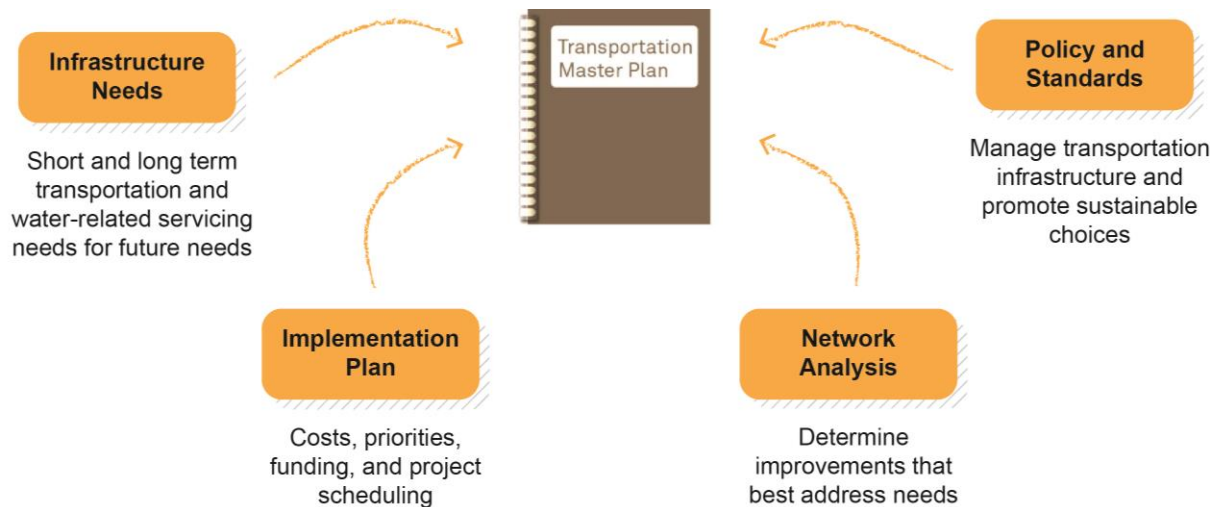 Transportation
Master Plan
Infrastructure
Needs
Short and long term
transportation and
water-related servicing
needs for future needs
Policy and
Standards
Manage transportation
infrastructure and
promote sustainable
choices
Implementation
Plan
Costs, priorities,
funding, and project
scheduling
Network
Analysis
Determine
improvements that
best address needs